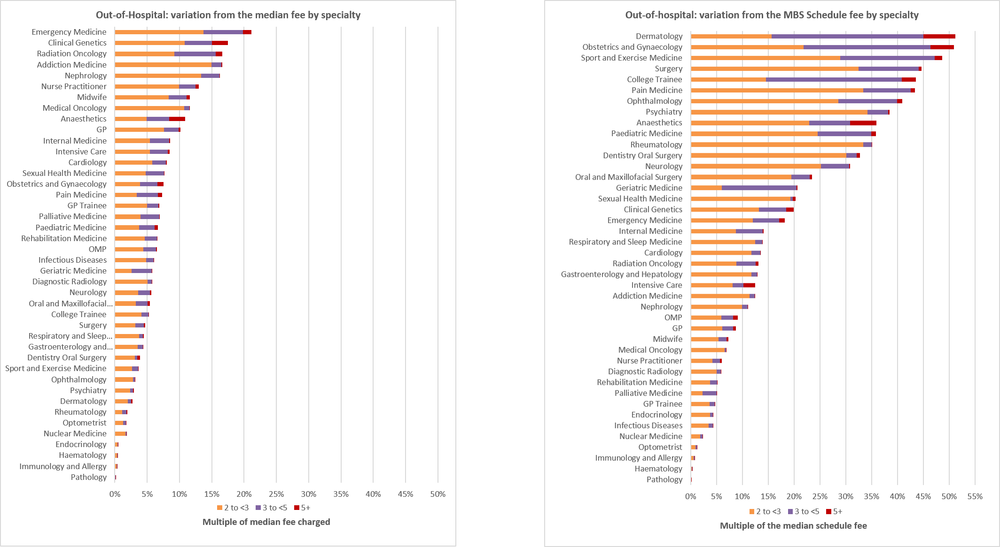 Out-of-Hospital: variation from the median fee by specialty
Emergency Medicine
Clinical Genetics
Radiation Oncology
Addiction Medicine
Nephrology
Nurse Practitioner
Midwife
Medical Oncology
Anaesthetics
GP
Internal Medicine
Intensive Care
Cardiology
Sexual Health Medicine
Obstetrics and Gynaecology
Pain Medicine
GP Trainee
Palliative Medicine
Paediatric Medicine
Rehabilitation Medicine
OMP
Infectious Diseases
Geriatric Medicine
Diagnostic Radiology
Neurology
Oral and Maxillofacial...
College Trainee
Surgery
Respiratory and Sleep...
Gastroenterology and...
Dentistry Oral Surgery
Sport and Exercise Medicine
Ophthalmology
Psychiatry
Dermatology
Rheumatology
Optometrist
Nuclear Medicine
Endocrinology
Haematology
Immunology and Allergy
Pathology
0% 5% 10% 15% 20% 25% 30% 35% 40% 45% 50%
2 to <3 3 to <5 5+
Multiple of median fee charged
Out-of-hospital: variation from the MBS Schedule fee by specialty
Dermatology
Obstetrics and Gynaecology
Sport and Exercise Medicine
Surgery
College Trainee
Pain Medicine
Ophthalmology
Psychiatry
Anaesthetics
Paediatric Medicine
Rheumatology
Dentistry Oral Surgery
Neurology
Oral and Maxillofacial Surgery
Geriatric Medicine
Sexual Health Medicine
Clinical Genetics
Emergency Medicine
Internal Medicine
Respiratory and Sleep Medicine
Cardiology
Radiation Oncology
Gastroenterology and Hepatology
Intensive Care
Addiction Medicine
Nephrology
OMP
GP
Midwife
Medical Oncology
Nurse Practitioner
Diagnostic Radiology
Rehabilitation Medicine
Palliative Medicine
GP Trainee
Endocrinology
Infectious Diseases
Nuclear Medicine
Optometrist
Immunology and Allergy
Haematology
Pathology
0% 5% 10% 15% 20% 25% 30% 35% 40% 45% 50% 55%
2 to <3 3 to <5 5+
Multiple of the median schedule fee